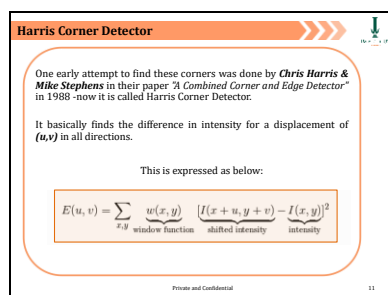 Harris Corner Detector
One early attempt to find these corners was done by Chris Harris &
Mike Stephens in their paper "A Combined Corner and Edge Detector"
in 1988 -now it is called Harris Corner Detector.
It basically finds the difference in intensity for a displacement of
(u,v) in all directions.
This is expressed as below:
E(u, v) = ∑x,y w(x, y) [I(x + u, y + v) − I(x, y)]²
window function shifted intensity intensity
Private and Confidential 11